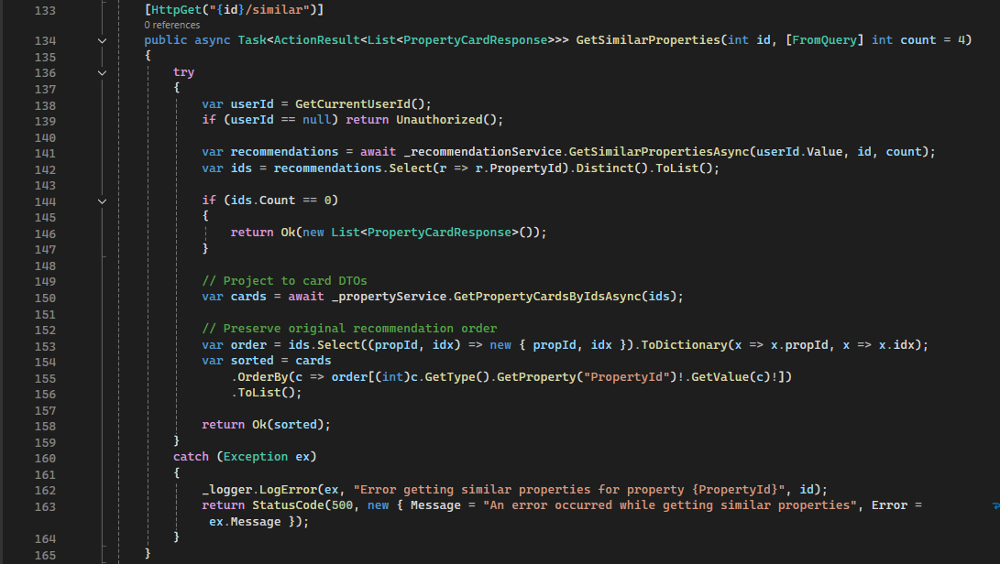 133 [HttpGet("{id}/similar")]
0 references
134 public async Task<ActionResult<List<PropertyCardResponse>>> GetSimilarProperties(int id, [FromQuery] int count = 4)
135 {
136 try
137 {
138 var userId = GetCurrentUserId();
139 if (userId == null) return Unauthorized();
140
141 var recommendations = await _recommendationService.GetSimilarPropertiesAsync(userId.Value, id, count);
142 var ids = recommendations.Select(r => r.PropertyId).Distinct().ToList();
143
144 if (ids.Count == 0)
145 {
146 return Ok(new List<PropertyCardResponse>());
147 }
148
149 // Project to card DTOs
150 var cards = await _propertyService.GetPropertyCardsByIdsAsync(ids);
151
152 // Preserve original recommendation order
153 var order = ids.Select((propId, idx) => new { propId, idx }).ToDictionary(x => x.propId, x => x.idx);
154 var sorted = cards
155 .OrderBy(c => order[(int)c.GetType().GetProperty("PropertyId")!.GetValue(c)!])
156 .ToList();
157
158 return Ok(sorted);
159 }
160 catch (Exception ex)
161 {
162 _logger.LogError(ex, "Error getting similar properties for property {PropertyId}", id);
163 return StatusCode(500, new { Message = "An error occurred while getting similar properties", Error =
ex.Message });
164 }
165 }